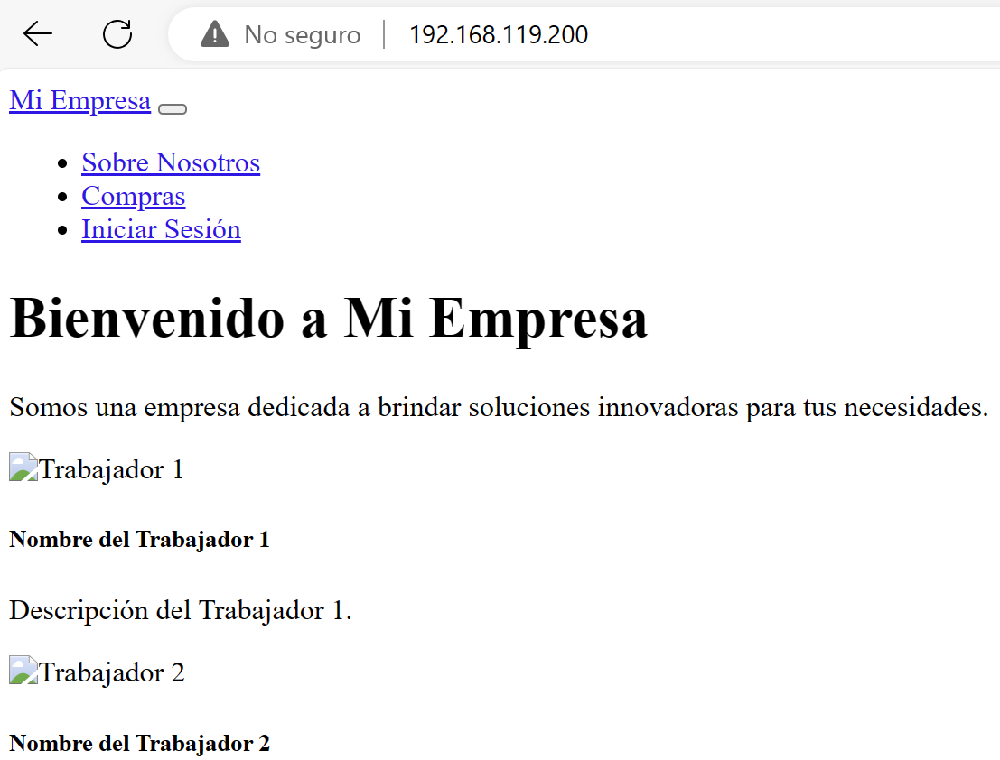 No seguro 192.168.119.200
Mi Empresa
Sobre Nosotros
Compras
Iniciar Sesión
Bienvenido a Mi Empresa
Somos una empresa dedicada a brindar soluciones innovadoras para tus necesidades.
Trabajador 1
Nombre del Trabajador 1
Descripción del Trabajador 1.
Trabajador 2
Nombre del Trabajador 2